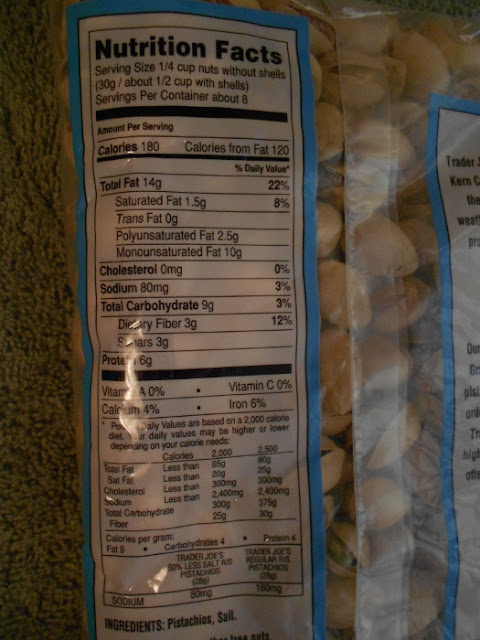 Nutrition Facts
Serving Size 1/4 cup nuts without shells
(30g / about 1/2 cup with shells)
Servings Per Container about 8
Amount Per Serving
Calories 180 Calories from Fat 120
% Daily Value*
Total Fat 14g 22%
Saturated Fat 1.5g 8%
Trans Fat 0g
Polyunsaturated Fat 2.5g
Monounsaturated Fat 10g
Cholesterol 0mg 0%
Sodium 80mg 3%
Total Carbohydrate 9g 3%
Dietary Fiber 3g 12%
Sugars 3g
Protein 6g
Vitamin A 0% • Vitamin C 0%
Calcium 4% • Iron 6%
* Percent Daily Values are based on a 2,000 calorie
diet. Your daily values may be higher or lower
depending on your calorie needs:
Calories 2,000 2,500
Total Fat Less than 65g 80g
Sat Fat Less than 20g 25g
Cholesterol Less than 300mg 300mg
Sodium Less than 2,400mg 2,400mg
Total Carbohydrate 300g 375g
Fiber 25g 30g
Calories per gram:
Fat 9 • Carbohydrates 4 • Protein 4
TRADER JOE'S TRADER JOE'S
50% LESS SALT R/S REGULAR R/S
PISTACHIOS PISTACHIOS
(28g) (28g)
SODIUM 80mg 160mg
INGREDIENTS: Pistachios, Salt.
tree nuts
Trader J
Kern C
the
weat
pro
Our
Gr
pist
ord
Tr
high
offe